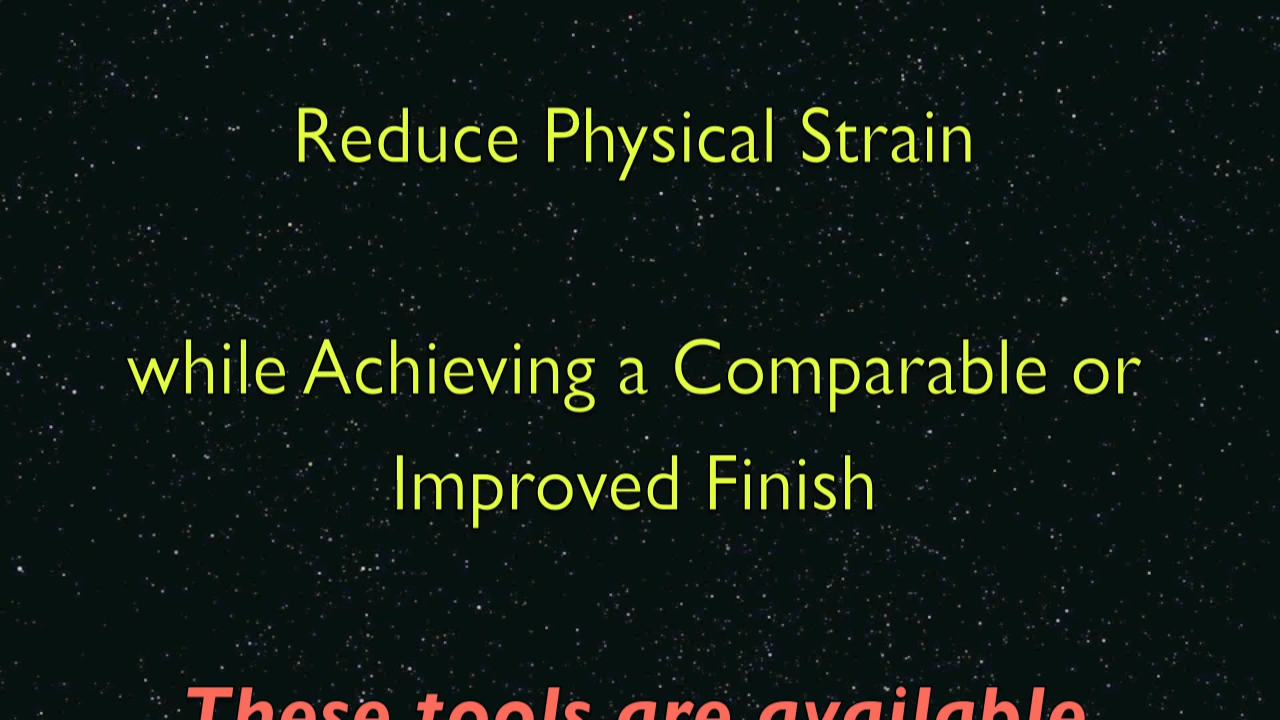 Reduce Physical Strain
while Achieving a Comparable or
Improved Finish
These tools are available